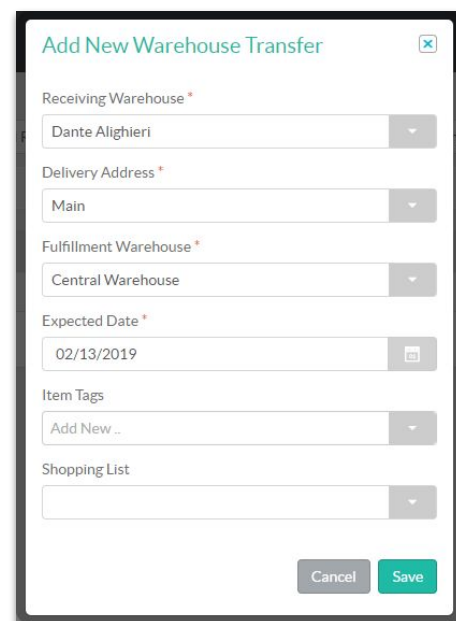 Add New Warehouse Transfer
Receiving Warehouse *
Dante Alighieri
Delivery Address *
Main
Fulfillment Warehouse *
Central Warehouse
Expected Date *
02/13/2019
Item Tags
Add New ..
Shopping List
Cancel Save